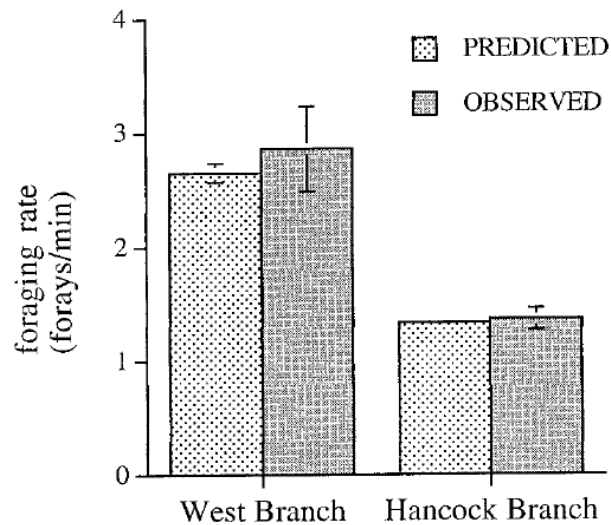 4
3
2
1
0
foraging rate
(forays/min)
PREDICTED
OBSERVED
West Branch
Hancock Branch